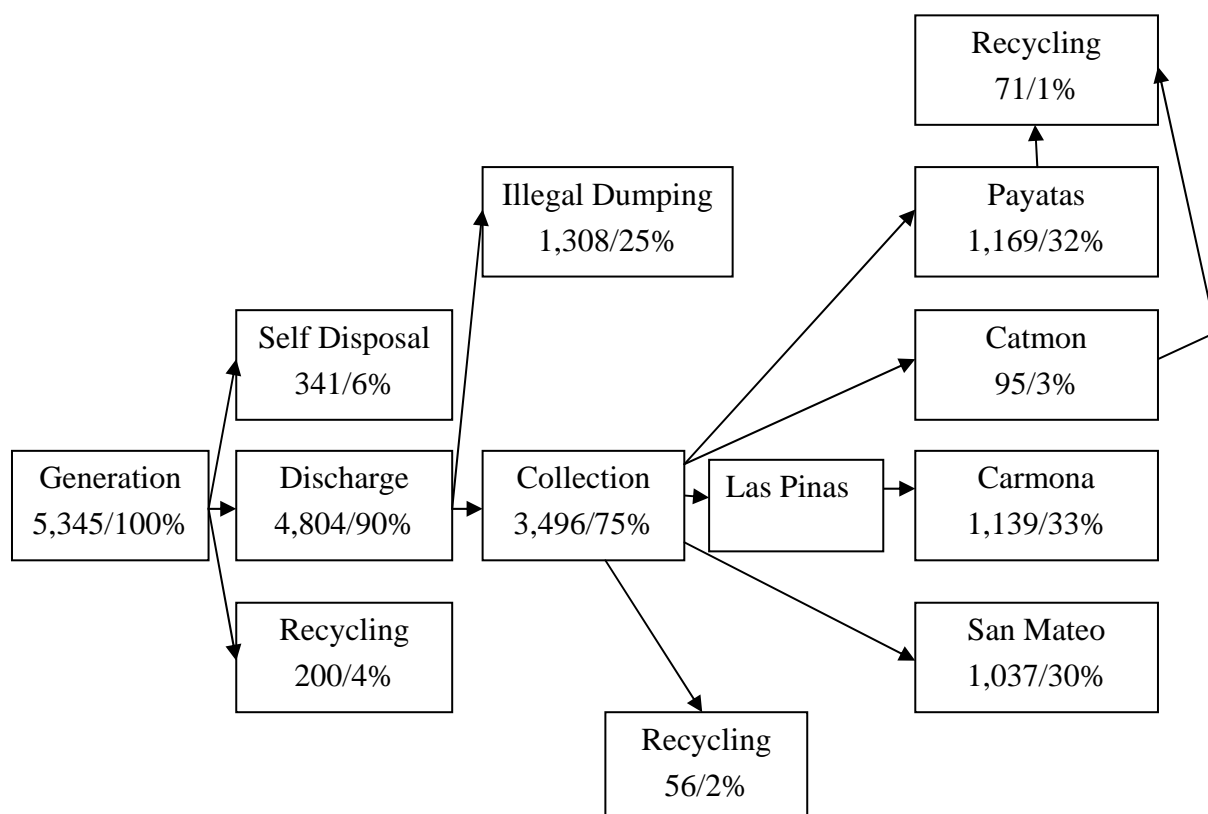 Recycling
71/1%
Illegal Dumping
1,308/25%
Payatas
1,169/32%
Self Disposal
341/6%
Catmon
95/3%
Generation
5,345/100%
Discharge
4,804/90%
Collection
3,496/75%
Las Pinas
Carmona
1,139/33%
Recycling
200/4%
San Mateo
1,037/30%
Recycling
56/2%